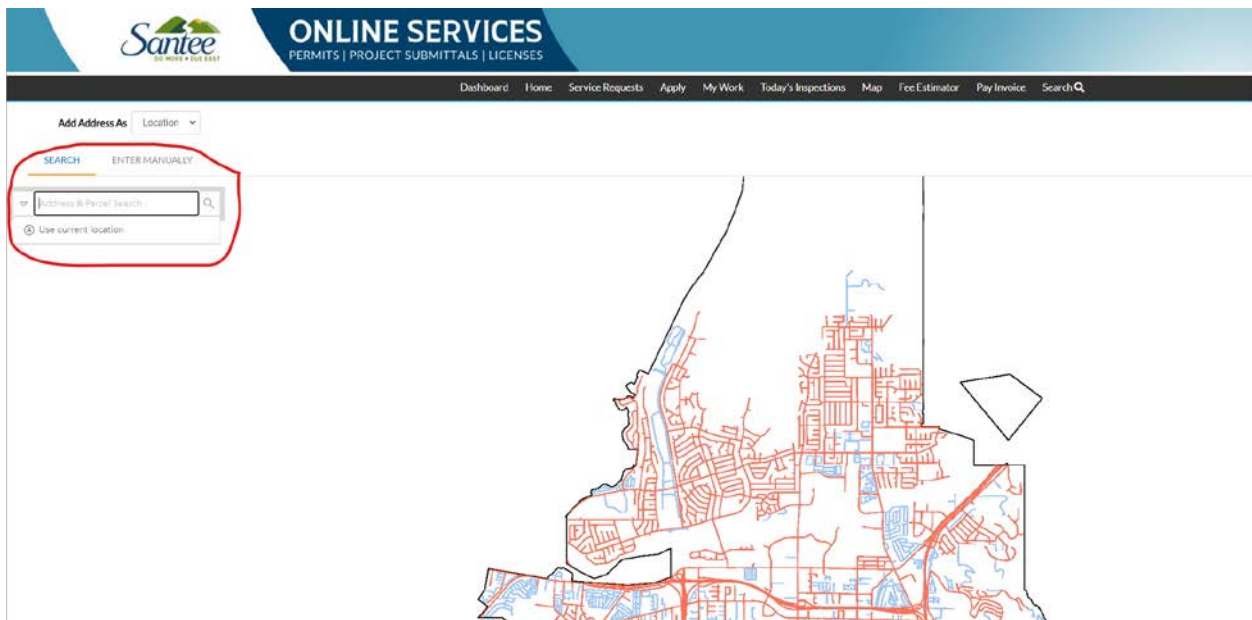 Santee
DO MORE • DUE EAST
ONLINE SERVICES
PERMITS | PROJECT SUBMITTALS | LICENSES
Dashboard Home Service Requests Apply My Work Today's Inspections Map Fee Estimator Pay Invoice Search
Add Address As Location
SEARCH ENTER MANUALLY
Address & Parcel Search
Use current location